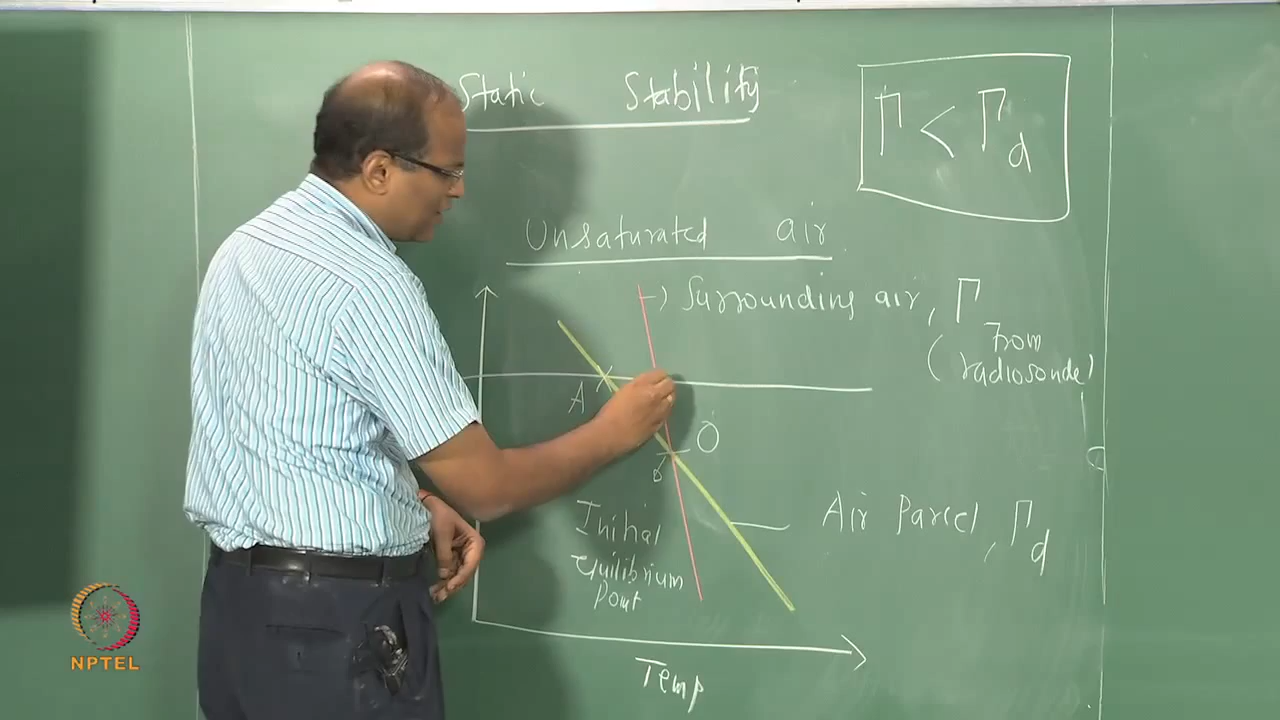 Static Stability
Γ < Γd
Unsaturated air
Surrounding air, Γ
(From radiosonde)
A
O
Initial
equilibrium
Point
Air Parcel, Γd
Temp
NPTEL